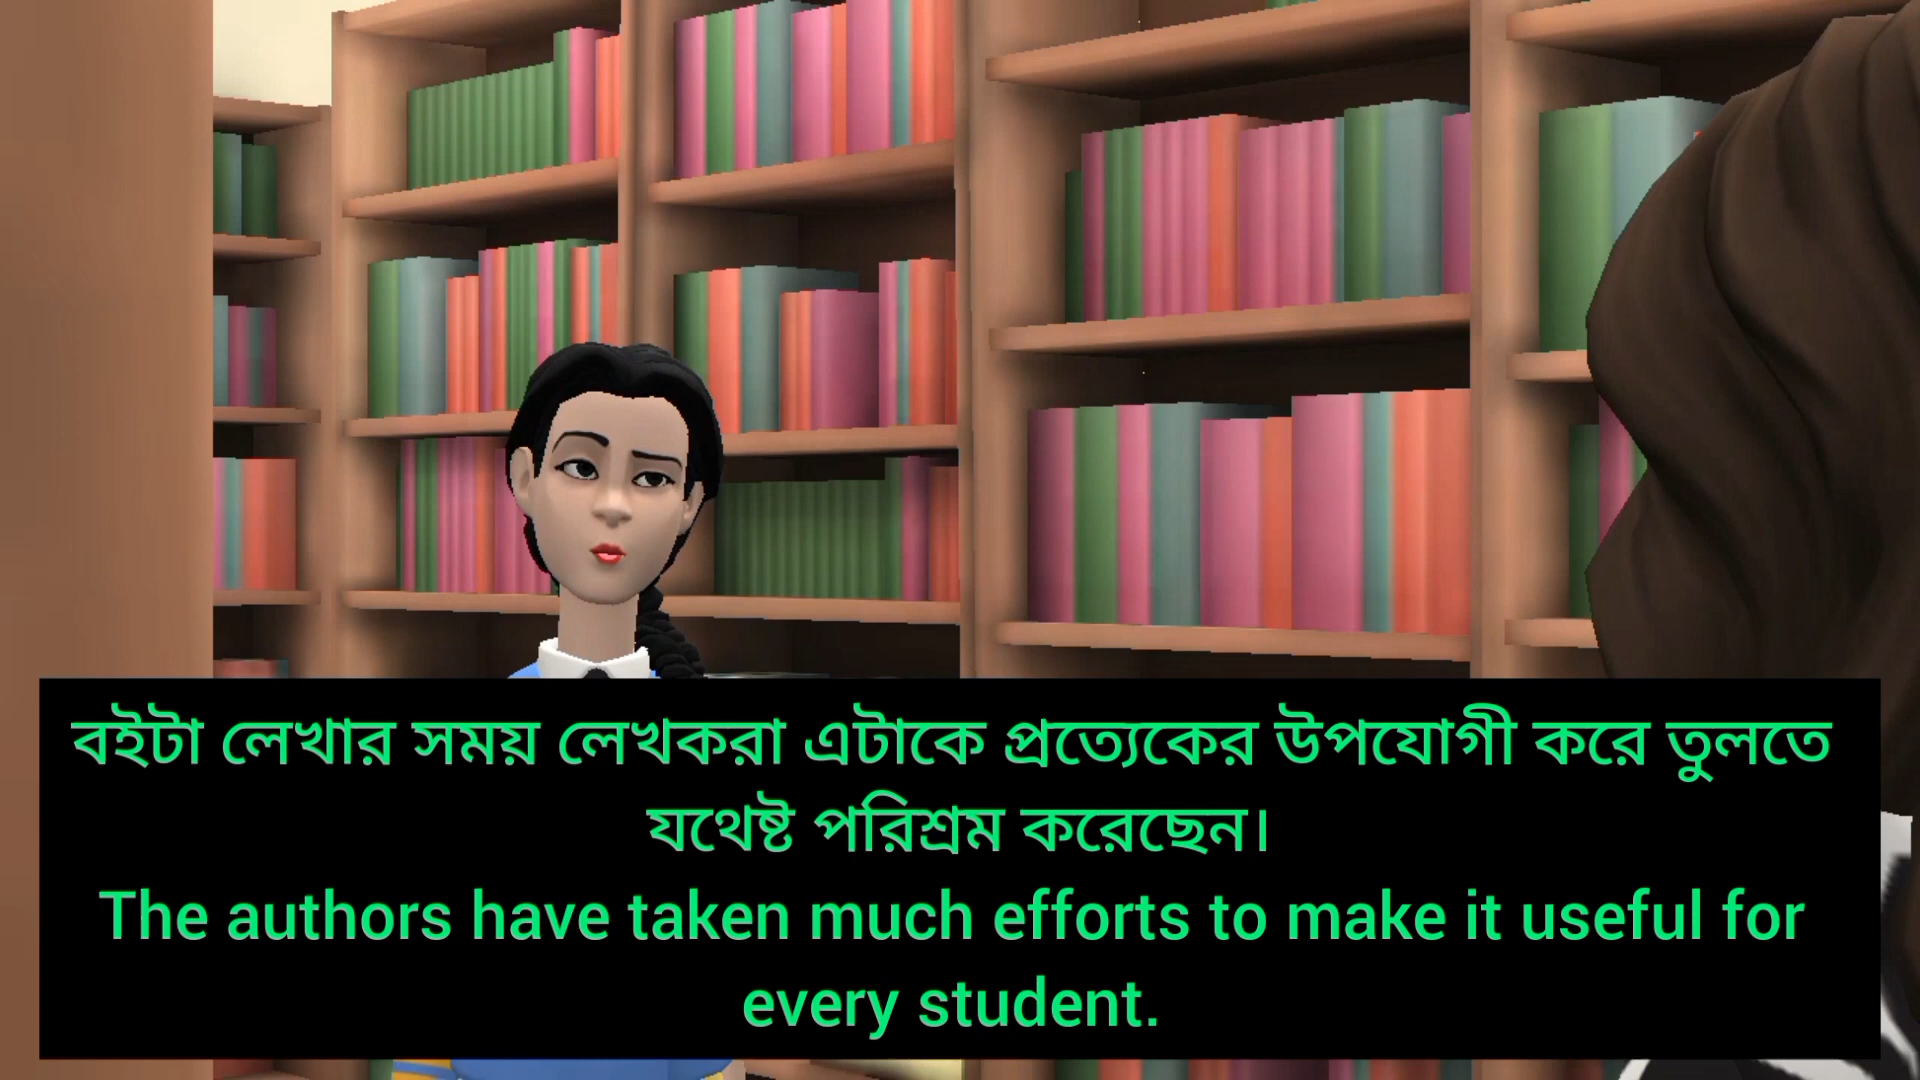 বইটা লেখার সময় লেখকরা এটাকে প্রত্যেকের উপযোগী করে তুলতে
যথেষ্ট পরিশ্রম করেছেন।
The authors have taken much efforts to make it useful for
every student.